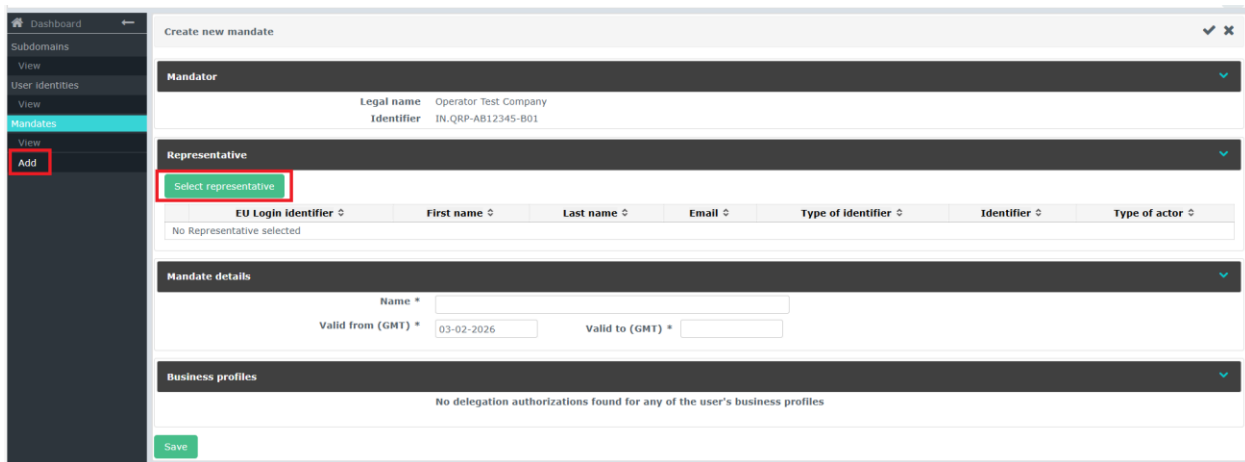 Dashboard
Subdomains
View
User identities
View
Mandates
View
Add
Create new mandate
Mandator
Legal name Operator Test Company
Identifier IN.QRP-AB12345-B01
Representative
Select representative
EU Login identifier First name Last name Email Type of identifier Identifier Type of actor
No Representative selected
Mandate details
Name *
Valid from (GMT) * 03-02-2026 Valid to (GMT) *
Business profiles
No delegation authorizations found for any of the user's business profiles
Save